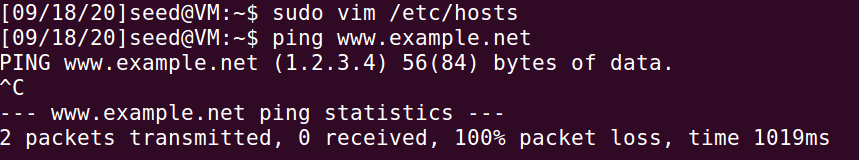 [09/18/20]seed@VM:~$ sudo vim /etc/hosts
[09/18/20]seed@VM:~$ ping www.example.net
PING www.example.net (1.2.3.4) 56(84) bytes of data.
^C
--- www.example.net ping statistics ---
2 packets transmitted, 0 received, 100% packet loss, time 1019ms